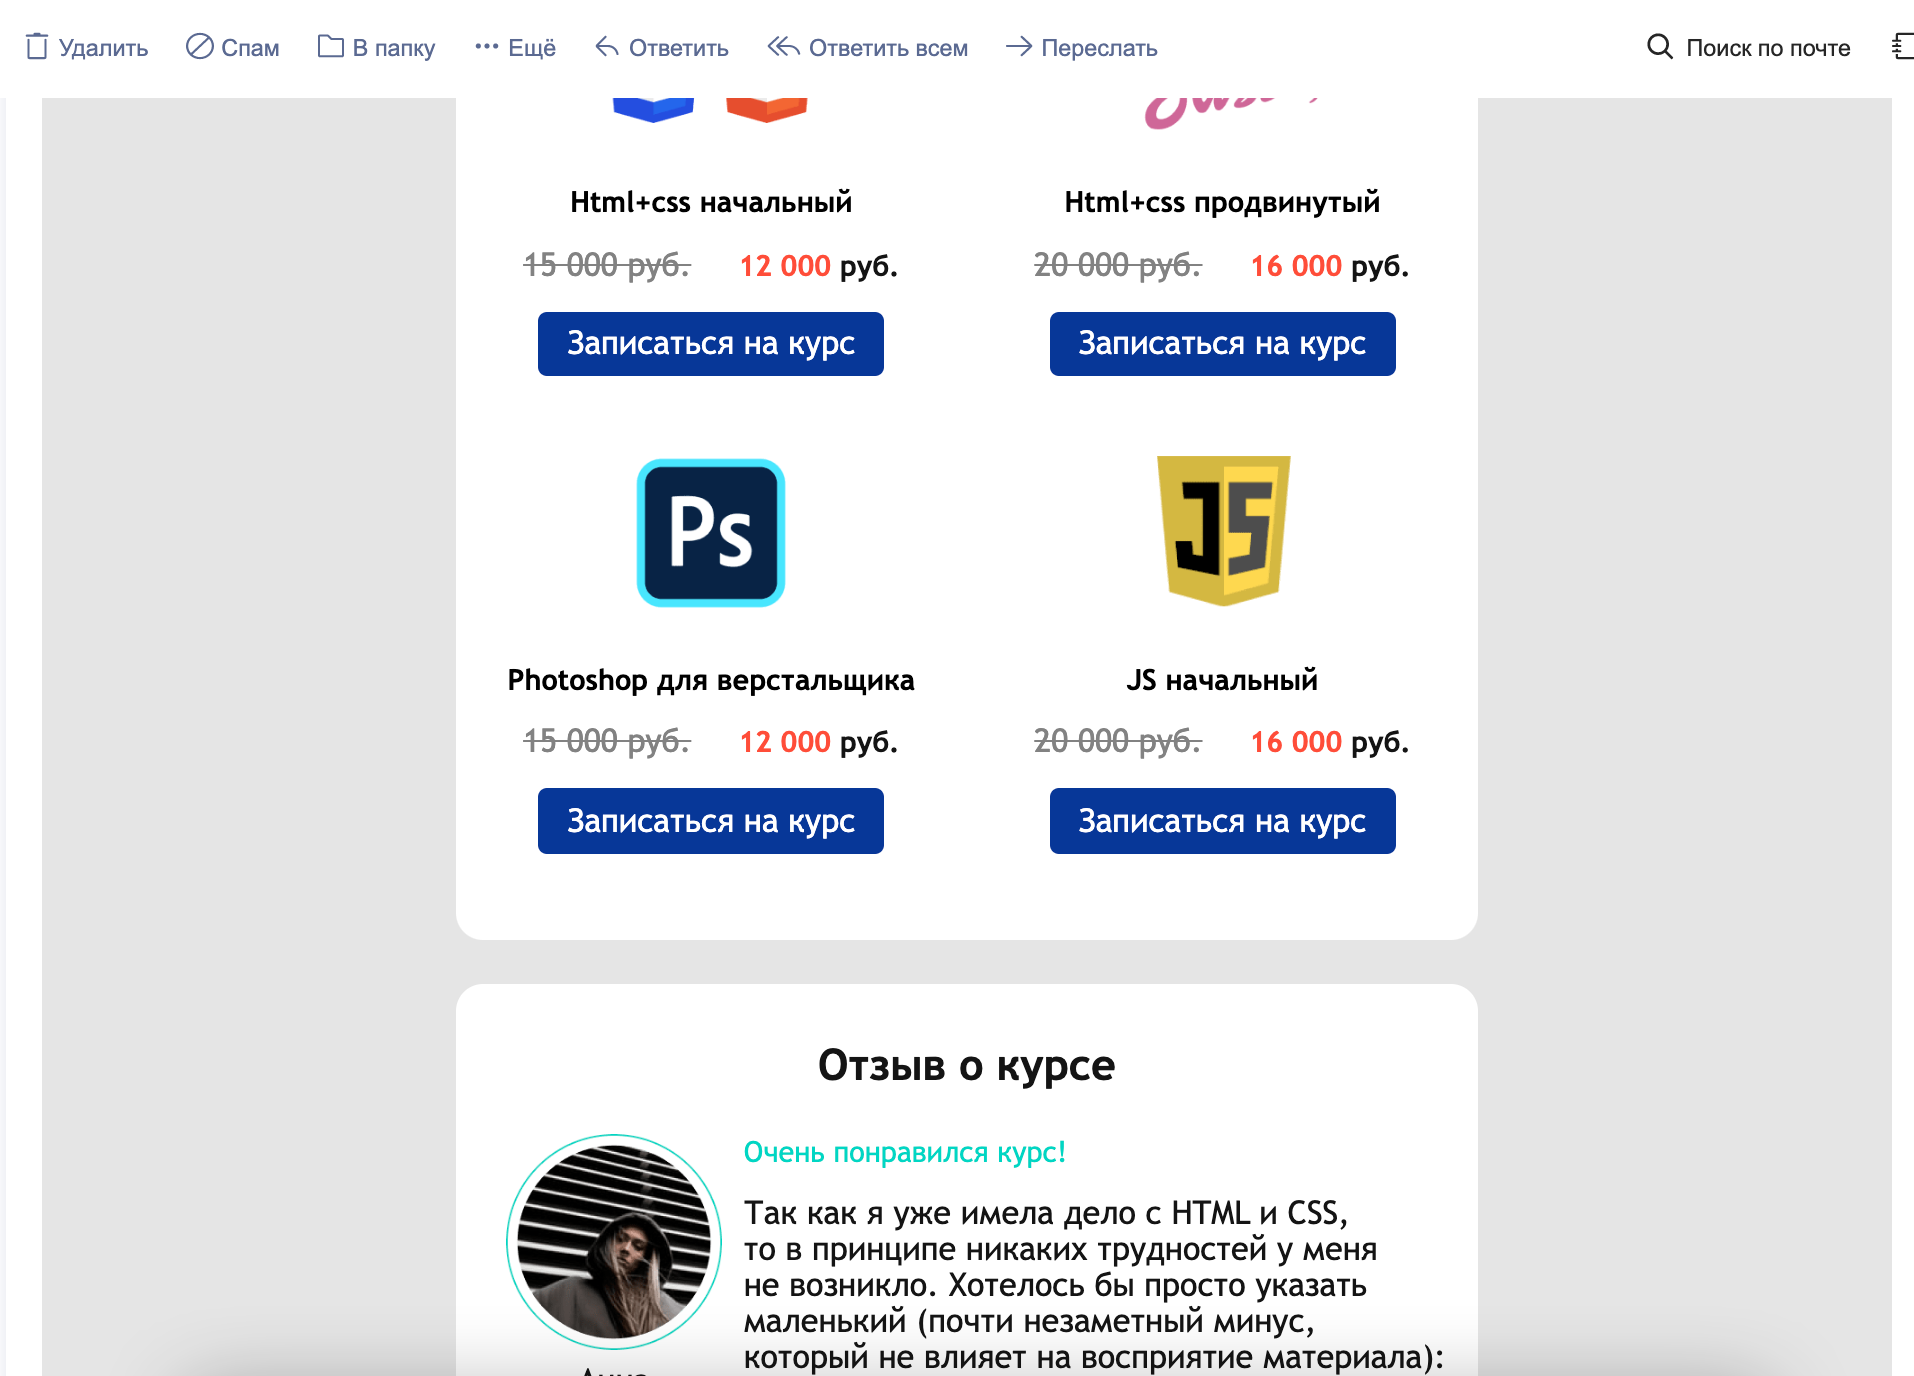 Удалить Спам В папку Ещё Ответить Ответить всем Переслать Поиск по почте
Html+css начальный Html+css продвинутый
15 000 руб. 12 000 руб. 20 000 руб. 16 000 руб.
Записаться на курс Записаться на курс
Ps JS
Photoshop для верстальщика JS начальный
15 000 руб. 12 000 руб. 20 000 руб. 16 000 руб.
Записаться на курс Записаться на курс
Отзыв о курсе
Очень понравился курс!
Так как я уже имела дело с HTML и CSS,
то в принципе никаких трудностей у меня
не возникло. Хотелось бы просто указать
маленький (почти незаметный минус,
который не влияет на восприятие материала):